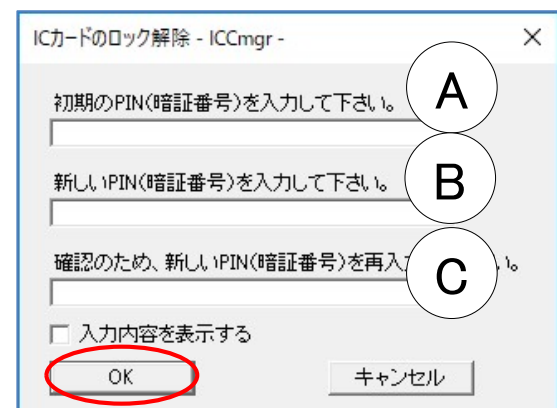 ICカードのロック解除 - ICCmgr -
初期のPIN(暗証番号)を入力して下さい。
A
新しいPIN(暗証番号)を入力して下さい。
B
確認のため、新しいPIN(暗証番号)を再入 い。
C
入力内容を表示する
OK キャンセル